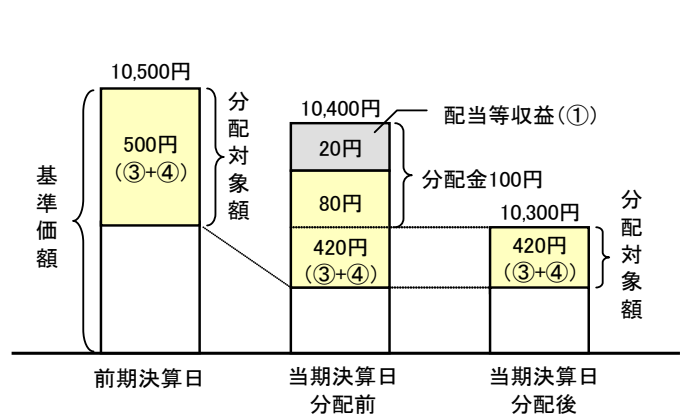 10,500円
500円
(③+④)
分配対象額
基準価額
前期決算日
10,400円
配当等収益(①)
20円
80円
分配金100円
420円
(③+④)
当期決算日
分配前
10,300円
420円
(③+④)
分配対象額
当期決算日
分配後